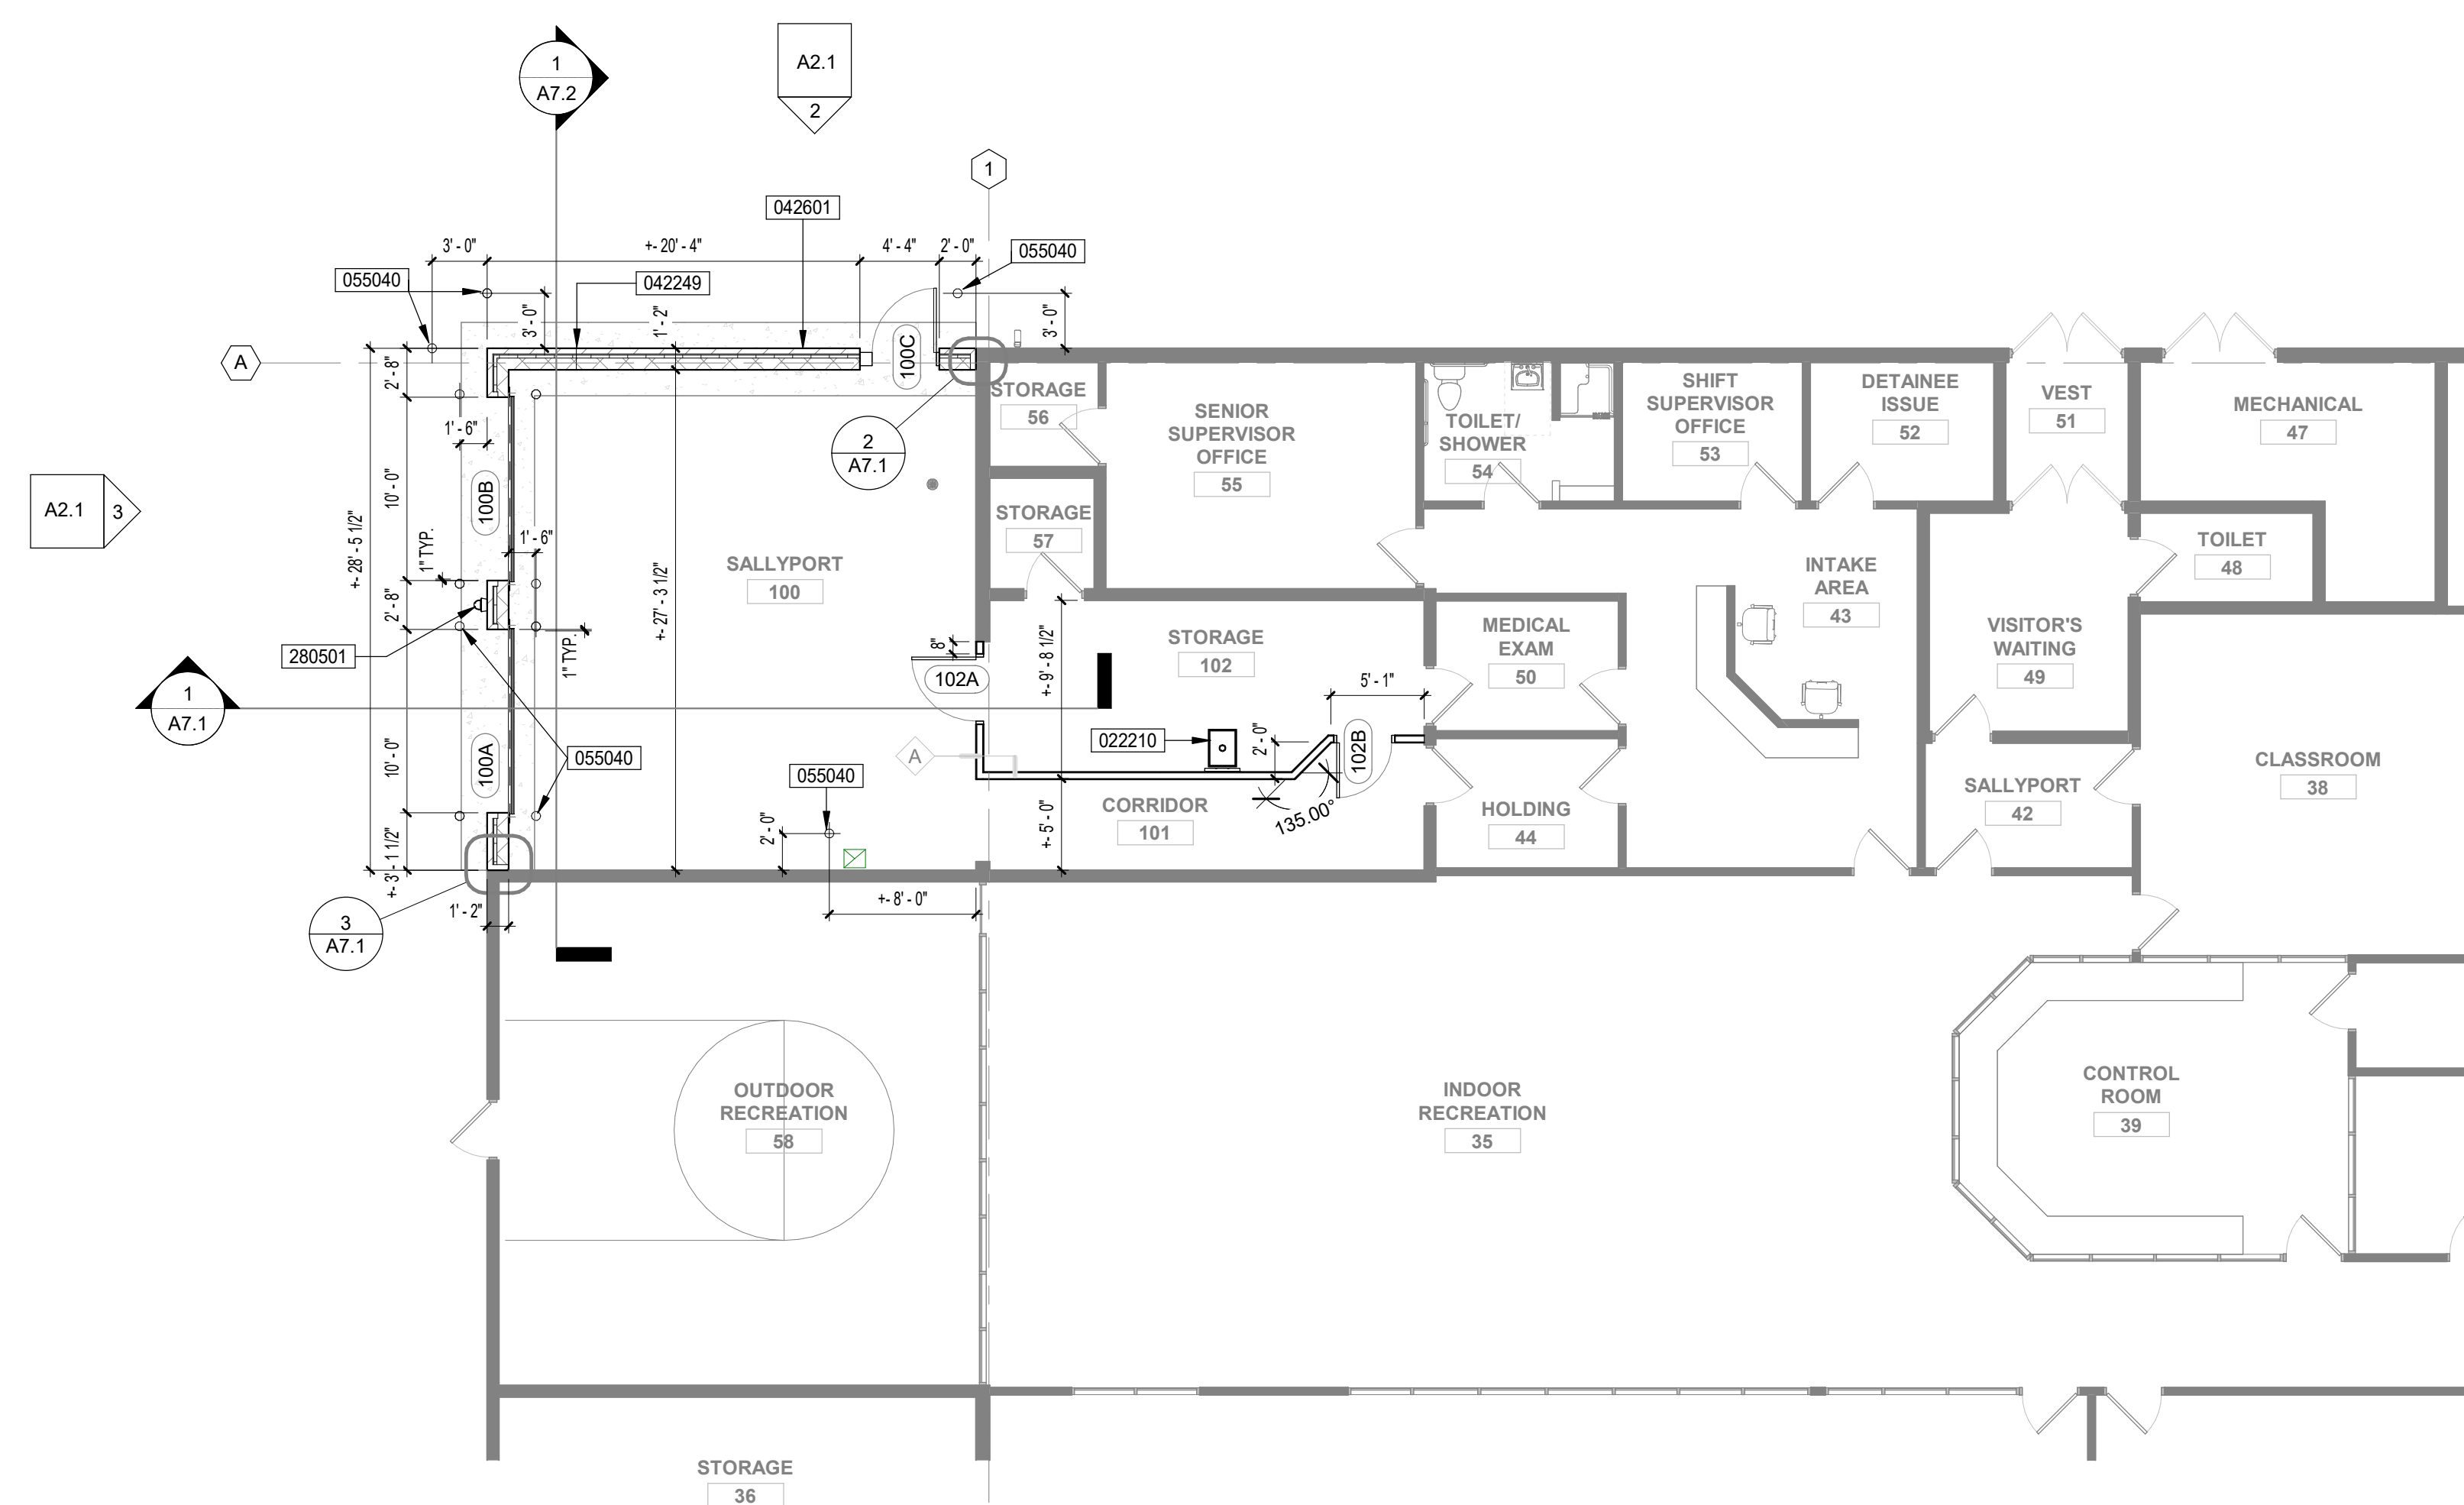 1
A7.2
A2.1
2
1
042601
3' - 0"
+- 20' - 4"
4' - 4"
2' - 0"
055040
055040
042249
3' - 0"
1' - 2"
3' - 0"
100C
A
2' - 8"
STORAGE
56
SENIOR
SUPERVISOR
OFFICE
55
TOILET/
SHOWER
54
SHIFT
SUPERVISOR
OFFICE
53
DETAINEE
ISSUE
52
VEST
51
MECHANICAL
47
1' - 6"
2
A7.1
10' - 0"
100B
A2.1
3
+- 28' - 5 1/2"
1" TYP.
1' - 6"
STORAGE
57
SALLYPORT
100
+- 27' - 3 1/2"
INTAKE
AREA
43
TOILET
48
2' - 8"
280501
1" TYP.
8"
102A
+- 9' - 8 1/2"
STORAGE
102
MEDICAL
EXAM
50
VISITOR'S
WAITING
49
5' - 1"
1
A7.1
10' - 0"
100A
055040
A
022210
2' - 0"
102B
055040
CLASSROOM
38
SALLYPORT
42
2' - 0"
CORRIDOR
101
+- 5' - 0"
135.00°
HOLDING
44
+- 3' - 1 1/2"
1' - 2"
+- 8' - 0"
3
A7.1
OUTDOOR
RECREATION
58
INDOOR
RECREATION
35
CONTROL
ROOM
39
STORAGE
36